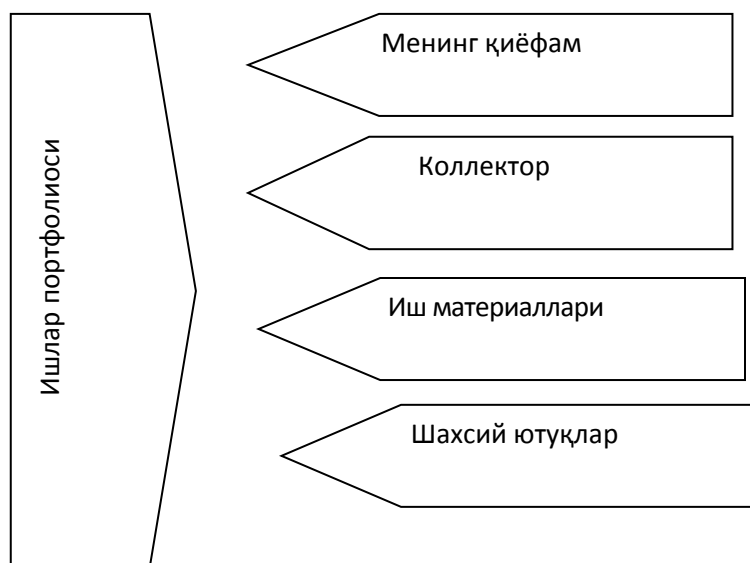 Ишлар портфолиоси
Менинг қиёфам
Коллектор
Иш материаллари
Шахсий ютуқлар